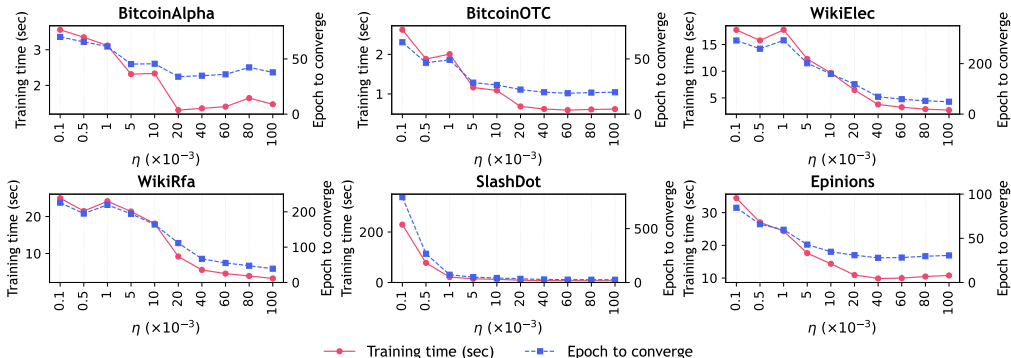 BitcoinAlpha
Training time (sec)
3
2
50
0
Epoch to converge
0.1 0.5 1 5 10 20 40 60 80 100
η (×10⁻³)
BitcoinOTC
Training time (sec)
2
1
50
0
Epoch to converge
0.1 0.5 1 5 10 20 40 60 80 100
η (×10⁻³)
WikiElec
Training time (sec)
15
10
5
200
0
Epoch to converge
0.1 0.5 1 5 10 20 40 60 80 100
η (×10⁻³)
WikiRfa
Training time (sec)
20
10
200
100
0
Epoch to converge
0.1 0.5 1 5 10 20 40 60 80 100
η (×10⁻³)
SlashDot
Training time (sec)
200
0
500
0
Epoch to converge
0.1 0.5 1 5 10 20 40 60 80 100
η (×10⁻³)
Epinions
Training time (sec)
30
20
10
100
50
0
Epoch to converge
0.1 0.5 1 5 10 20 40 60 80 100
η (×10⁻³)
Training time (sec) Epoch to converge